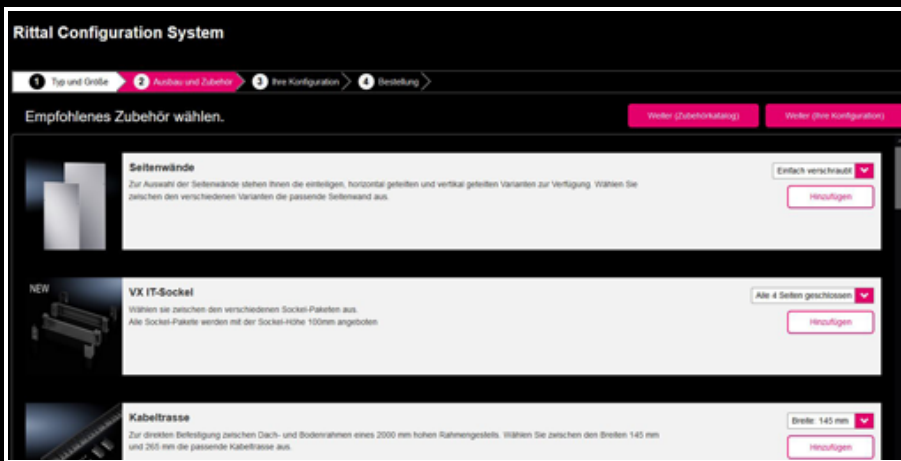 Rittal Configuration System
1 Typ und Größe 2 Ausbau und Zubehör 3 Ihre Konfiguration 4 Bestellung
Empfohlenes Zubehör wählen.
Weiter (Zubehörkatalog) Weiter (Ihre Konfiguration)
Seitenwände
Einfach verschraubt
Zur Auswahl der Seitenwände stehen Ihnen die einteiligen, horizontal geteilten und vertikal geteilten Varianten zur Verfügung. Wählen Sie
zwischen den verschiedenen Varianten die passende Seitenwand aus.
Hinzufügen
NEW
VX IT-Sockel
Alle 4 Seiten geschlossen
Wählen sie zwischen den verschiedenen Sockel-Paketen aus.
Alle Sockel-Pakete werden mit der Sockel-Höhe 100mm angeboten
Hinzufügen
Kabeltrasse
Breite: 145 mm
Zur direkten Befestigung zwischen Dach- und Bodenrahmen eines 2000 mm hohen Rahmengestells. Wählen Sie zwischen den Breiten 145 mm
und 265 mm die passende Kabeltrasse aus.
Hinzufügen